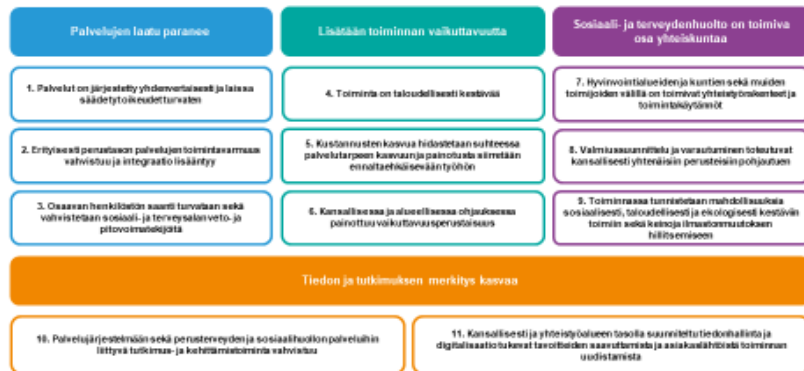 Palvelujen laatu paranee
1. Palvelut on järjestetty yhdenvertaisesti ja laissa
säädetyt oikeudet turvaten
2. Erityisesti perustason palvelujen toimintavarmuus
vahvistuu ja integraatio lisääntyy
3. Osaavan henkilöstön saanti turvataan sekä
vahvistetaan sosiaali- ja terveysalan veto- ja
pitovoimatekijöitä
Lisätään toiminnan vaikuttavuutta
4. Toiminta on taloudellisesti kestävää
5. Kustannusten kasvua hidastetaan suhteessa
palvelutarpeen kasvuun ja painotusta siirretään
ennaltaehkäisevään työhön
6. Kansallisessa ja alueellisessa ohjauksessa
painottuu vaikuttavuusperustaisuus
Sosiaali- ja terveydenhuolto on toimiva
osa yhteiskuntaa
7. Hyvinvointialueiden ja kuntien sekä muiden
toimijoiden välillä on toimivat yhteistyörakenteet ja
toimintakäytännöt
8. Valmiussuunnittelu ja varautuminen toteutuvat
kansallisesti yhtenäisiin perusteisiin pohjautuen
9. Toiminnassa tunnistetaan mahdollisuuksia
sosiaalisesti, taloudellisesti ja ekologisesti kestäviin
toimiin sekä keinoja ilmastonmuutoksen
hillitsemiseen
Tiedon ja tutkimuksen merkitys kasvaa
10. Palvelujärjestelmään sekä perusterveyden ja sosiaalihuollon palveluihin
liittyvä tutkimus- ja kehittämistoiminta vahvistuu
11. Kansallisesti ja yhteistyöalueen tasolla suunniteltu tiedonhallinta ja
digitalisaatio tukevat tavoitteiden saavuttamista ja asiakaslähtöistä toiminnan
uudistamista